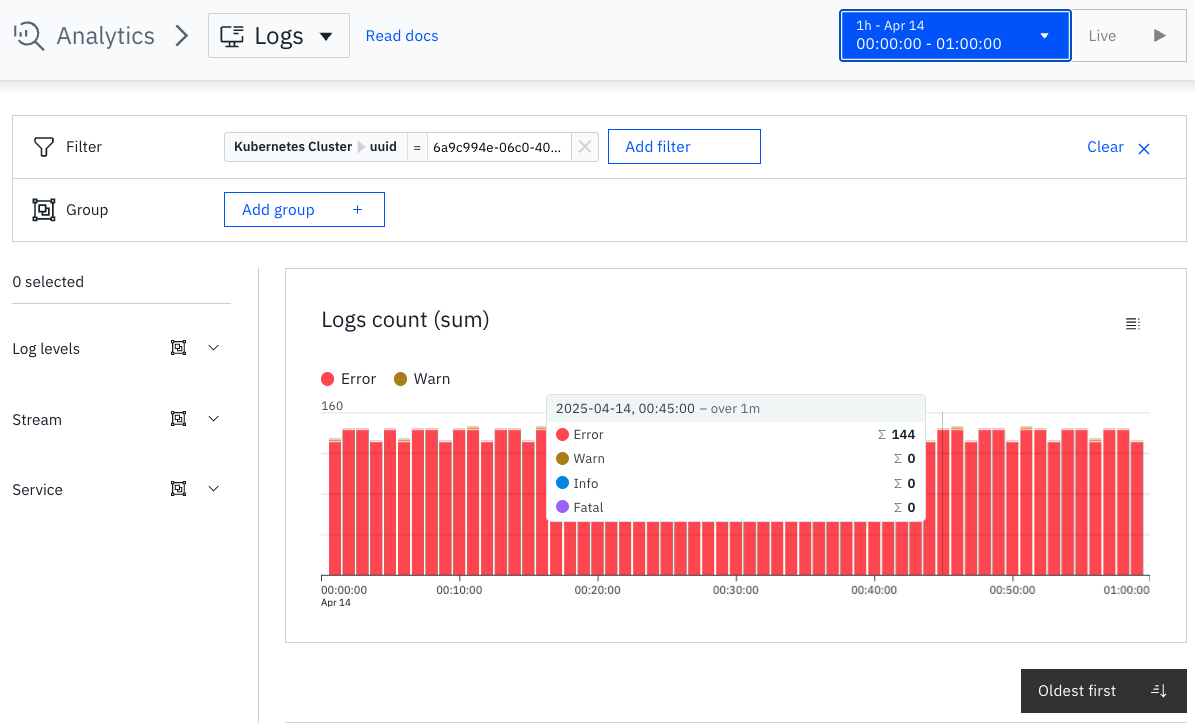 Analytics
Logs
Read docs
1h - Apr 14
00:00:00 - 01:00:00
Live
Filter
Kubernetes Cluster uuid = 6a9c994e-06c0-40...
Add filter
Clear
Group
Add group +
0 selected
Log levels
Stream
Service
Logs count (sum)
Error
Warn
160
2025-04-14, 00:45:00 – over 1m
Error Σ 144
Warn Σ 0
Info Σ 0
Fatal Σ 0
00:00:00 00:10:00 00:20:00 00:30:00 00:40:00 00:50:00 01:00:00
Apr 14
Oldest first